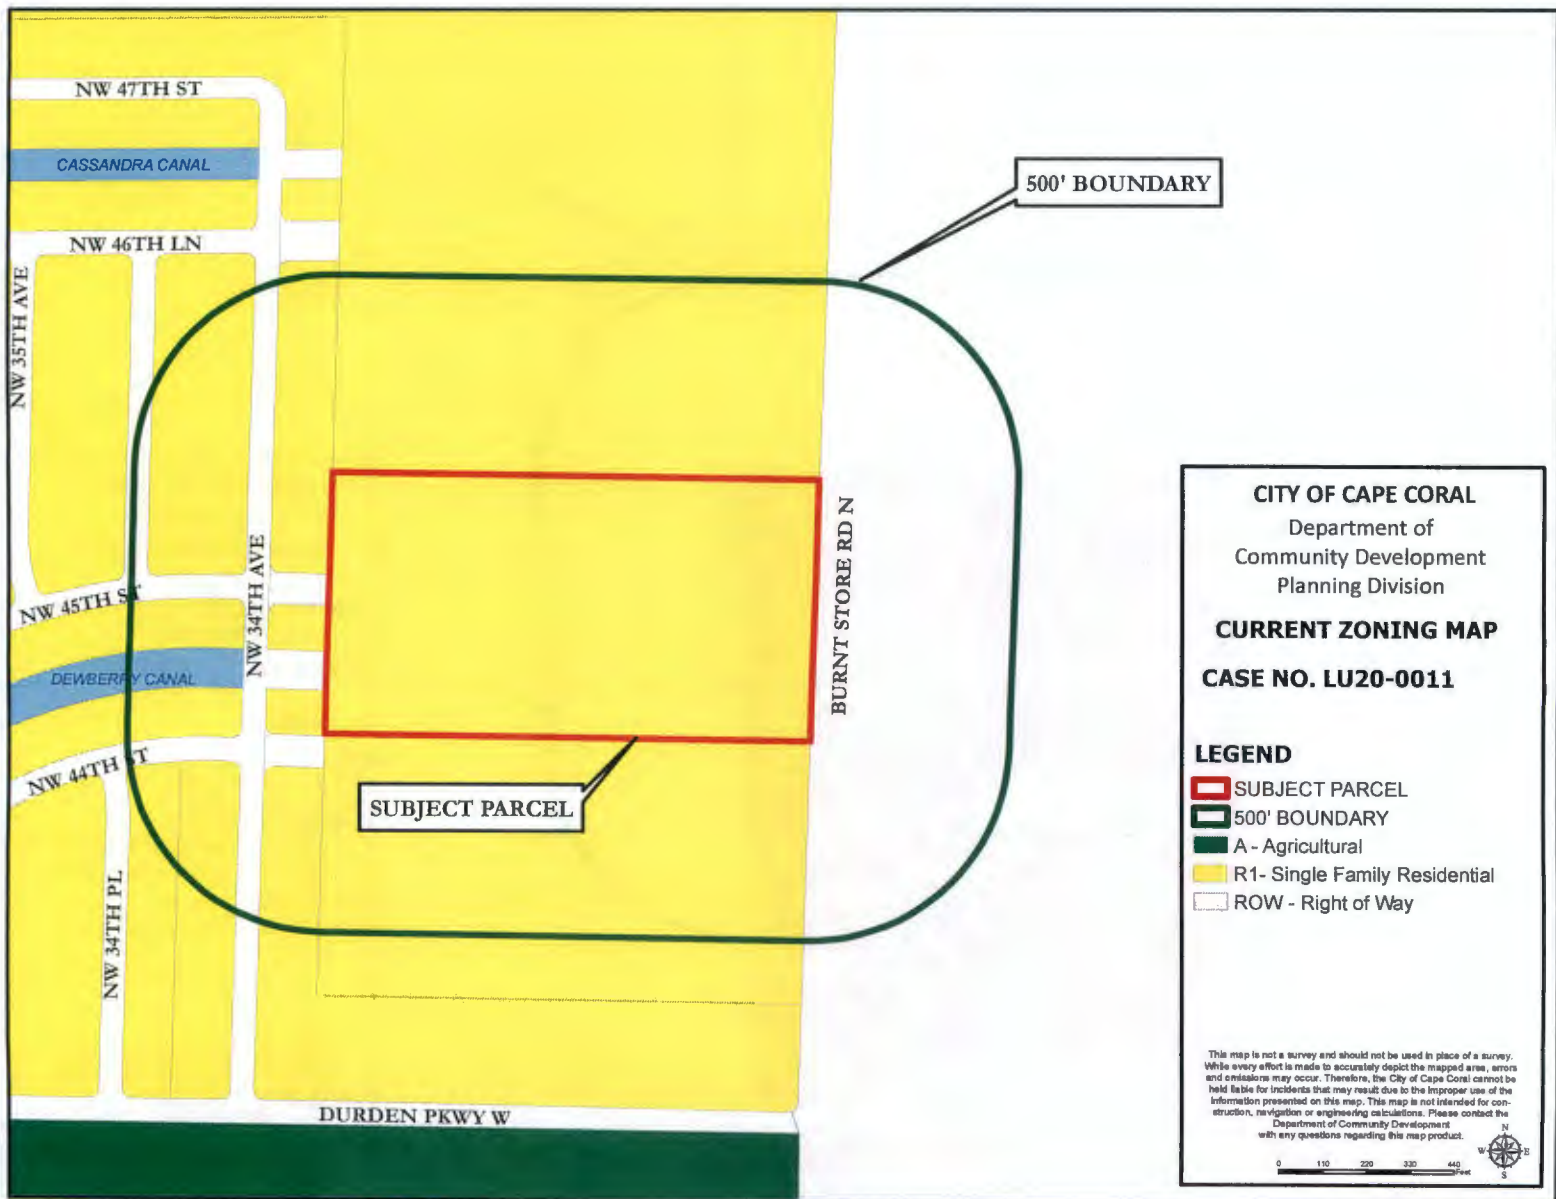 NW 47TH ST
CASSANDRA CANAL
500' BOUNDARY
NW 46TH LN
NW 35TH AVE
NW 34TH AVE
BURNT STORE RD N
NW 45TH ST
DEWBERRY CANAL
NW 44TH ST
SUBJECT PARCEL
NW 34TH PL
DURDEN PKWY W
CITY OF CAPE CORAL
Department of
Community Development
Planning Division
CURRENT ZONING MAP
CASE NO. LU20-0011
LEGEND
SUBJECT PARCEL
500' BOUNDARY
A - Agricultural
R1- Single Family Residential
ROW - Right of Way
This map is not a survey and should not be used in place of a survey.
While every effort is made to accurately depict the mapped area, errors
and omissions may occur. Therefore, the City of Cape Coral cannot be
held liable for incidents that may result due to the improper use of the
information presented on this map. This map is not intended for con-
struction, navigation or engineering calculations. Please contact the
Department of Community Development
with any questions regarding this map product.
N
W E
S
0 110 220 330 440
Feet